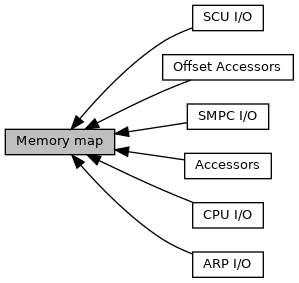 SCU I/O
Offset Accessors
SMPC I/O
Memory map
Accessors
CPU I/O
ARP I/O